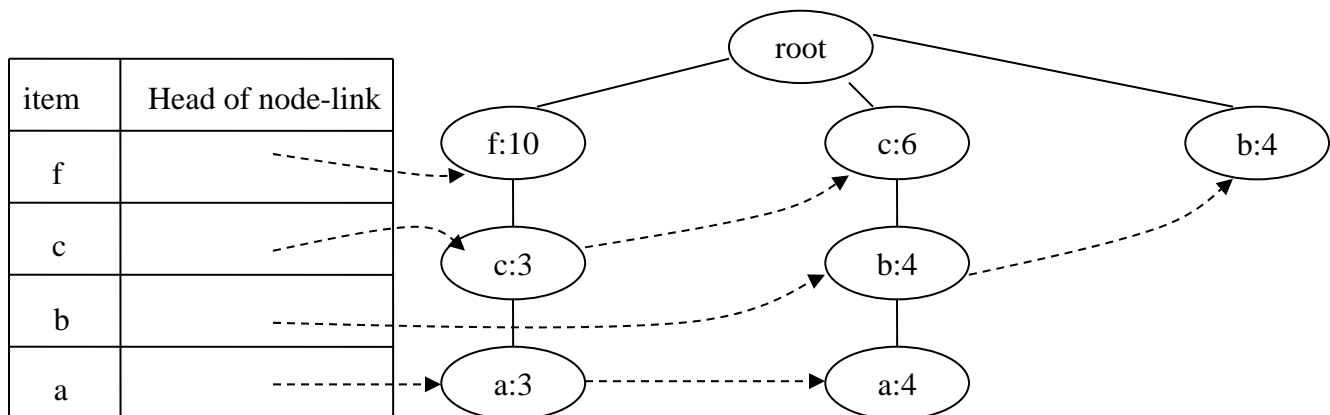 root
item Head of node-link
f:10 c:6 b:4
f
c
c:3 b:4
b
a a:3 a:4